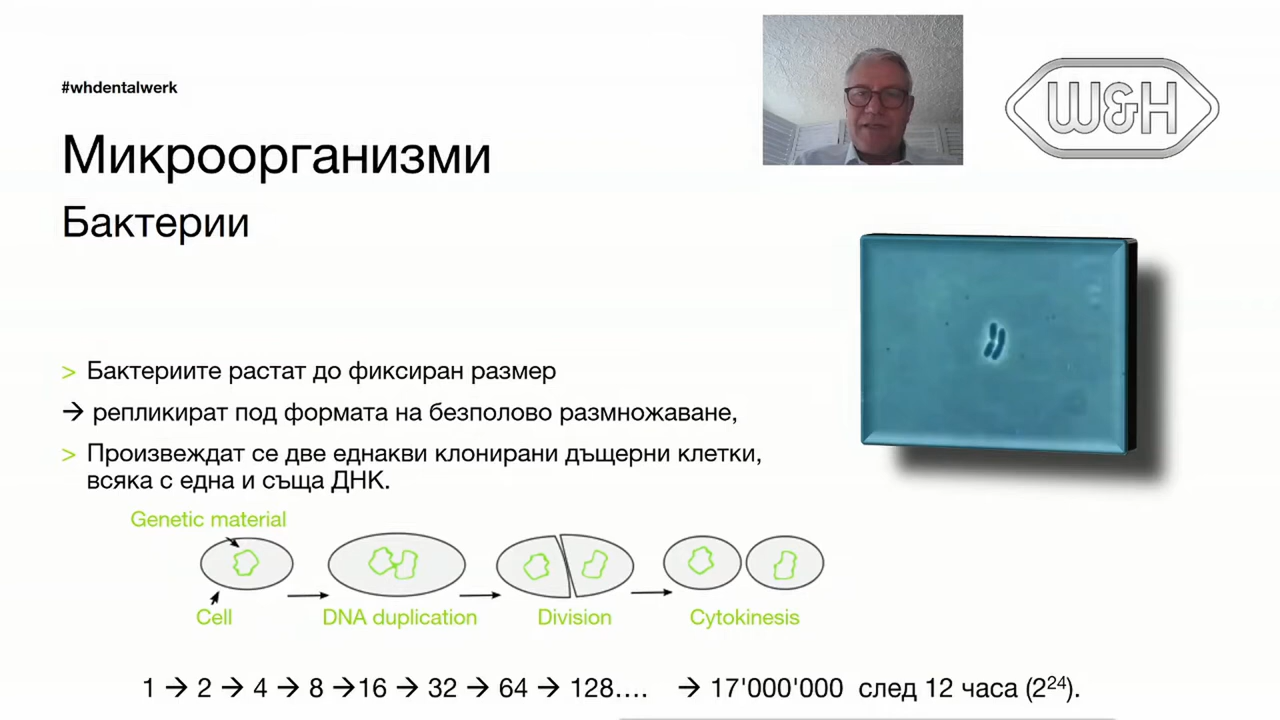 #whdentalwerk
W&H
Микроорганизми
Бактерии
> Бактериите растат до фиксиран размер
→ репликират под формата на безполово размножаване,
> Произвеждат се две еднакви клонирани дъщерни клетки,
всяка с една и съща ДНК.
Genetic material
Cell
DNA duplication
Division
Cytokinesis
1 → 2 → 4 → 8 →16 → 32 → 64 → 128…. → 17'000'000 след 12 часа (2²⁴).